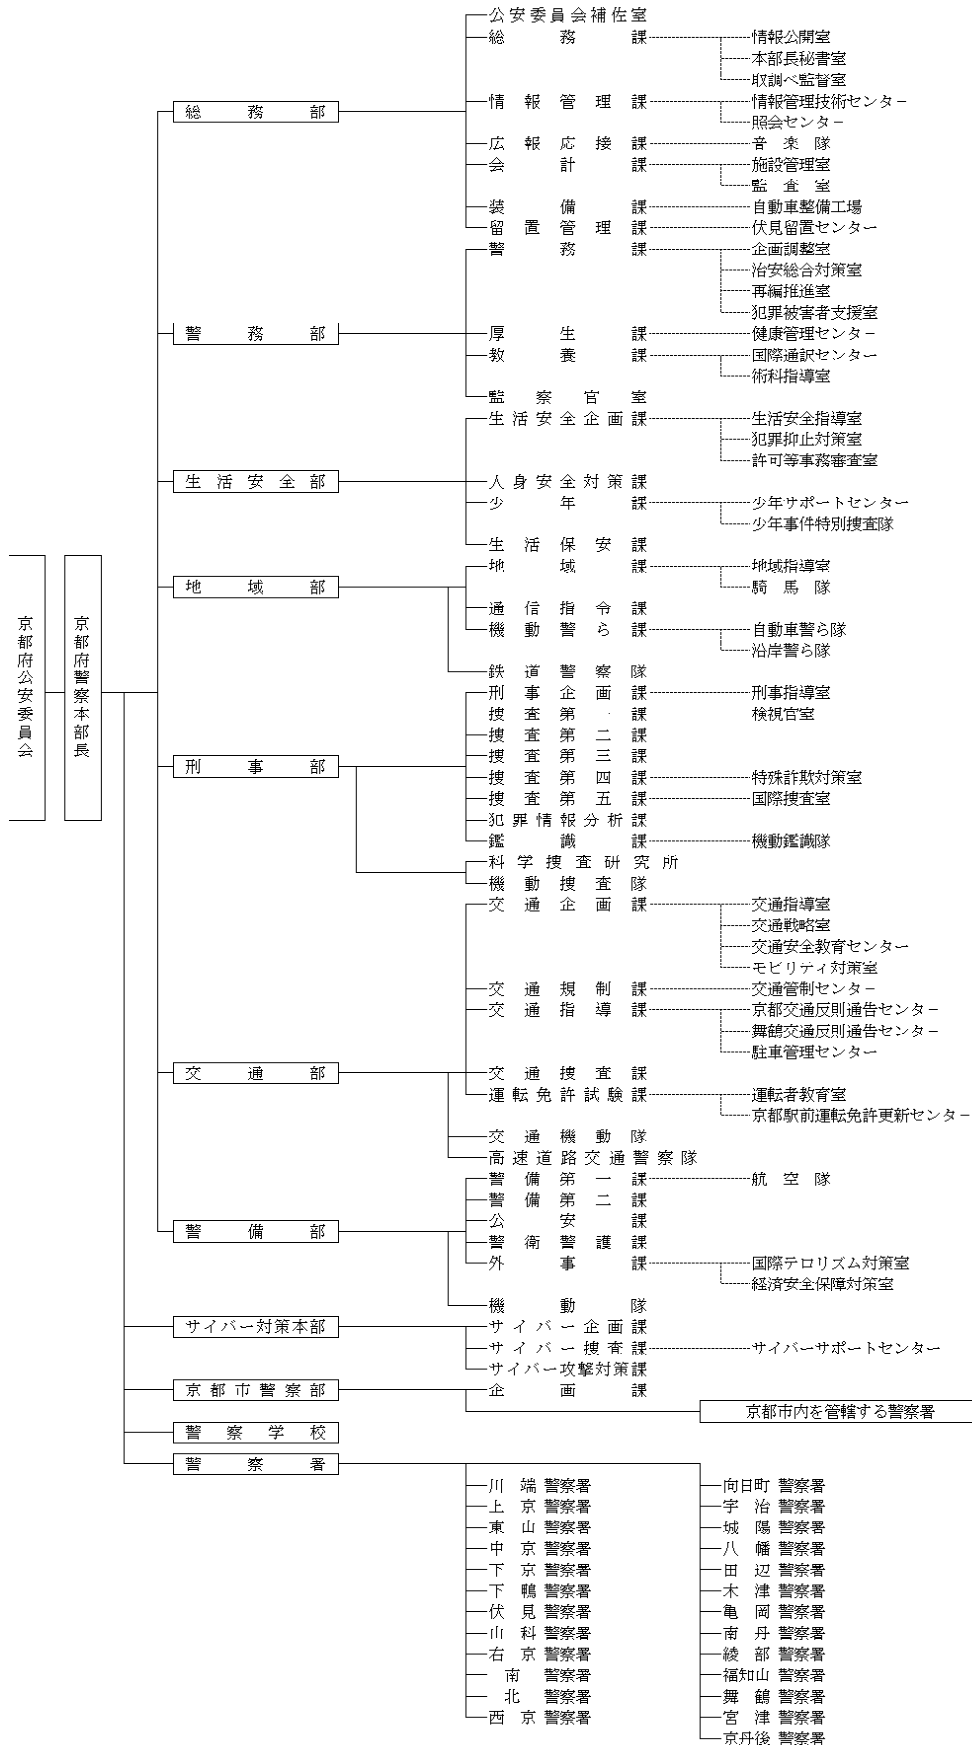 公安委員会補佐室
総務課 情報公開室
本部長秘書室
取調べ監督室
総務部 情報管理課 情報管理技術センター
照会センター
広報応接課 音楽隊
会計課 施設管理室
監査室
装備課 自動車整備工場
留置管理課 伏見留置センター
警務課 企画調整室
治安総合対策室
再編推進室
犯罪被害者支援室
警務部 厚生課 健康管理センター
教養課 国際通訳センター
術科指導室
監察官室
生活安全企画課 生活安全指導室
犯罪抑止対策室
許可等事務審査室
生活安全部 人身安全対策課
少年課 少年サポートセンター
少年事件特別捜査隊
生活保安課
地域課 地域指導室
地域部 騎馬隊
通信指令課
機動警ら課 自動車警ら隊
沿岸警ら隊
鉄道警察隊
京都府公安委員会
京都府警察本部長
刑事企画課 刑事指導室
捜査第一課 検視官室
捜査第二課
捜査第三課
刑事部
捜査第四課 特殊詐欺対策室
捜査第五課 国際捜査室
犯罪情報分析課
鑑識課 機動鑑識隊
科学捜査研究所
機動捜査隊
交通企画課 交通指導室
交通戦略室
交通安全教育センター
モビリティ対策室
交通規制課 交通管制センター
交通指導課 京都交通反則通告センター
舞鶴交通反則通告センター
駐車管理センター
交通部 交通捜査課
運転免許試験課 運転者教育室
京都駅前運転免許更新センター
交通機動隊
高速道路交通警察隊
警備第一課 航空隊
警備第二課
公安課
警備部
警衛警護課
外事課 国際テロリズム対策室
経済安全保障対策室
機動隊
サイバー対策本部 サイバー企画課
サイバー捜査課 サイバーサポートセンター
サイバー攻撃対策課
京都市警察部 企画課
京都市内を管轄する警察署
警察学校
警察署
川端警察署 向日町警察署
上京警察署 宇治警察署
東山警察署 城陽警察署
中京警察署 八幡警察署
下京警察署 田辺警察署
下鴨警察署 木津警察署
伏見警察署 亀岡警察署
山科警察署 南丹警察署
右京警察署 綾部警察署
南警察署 福知山警察署
北警察署 舞鶴警察署
西京警察署 宮津警察署
京丹後警察署